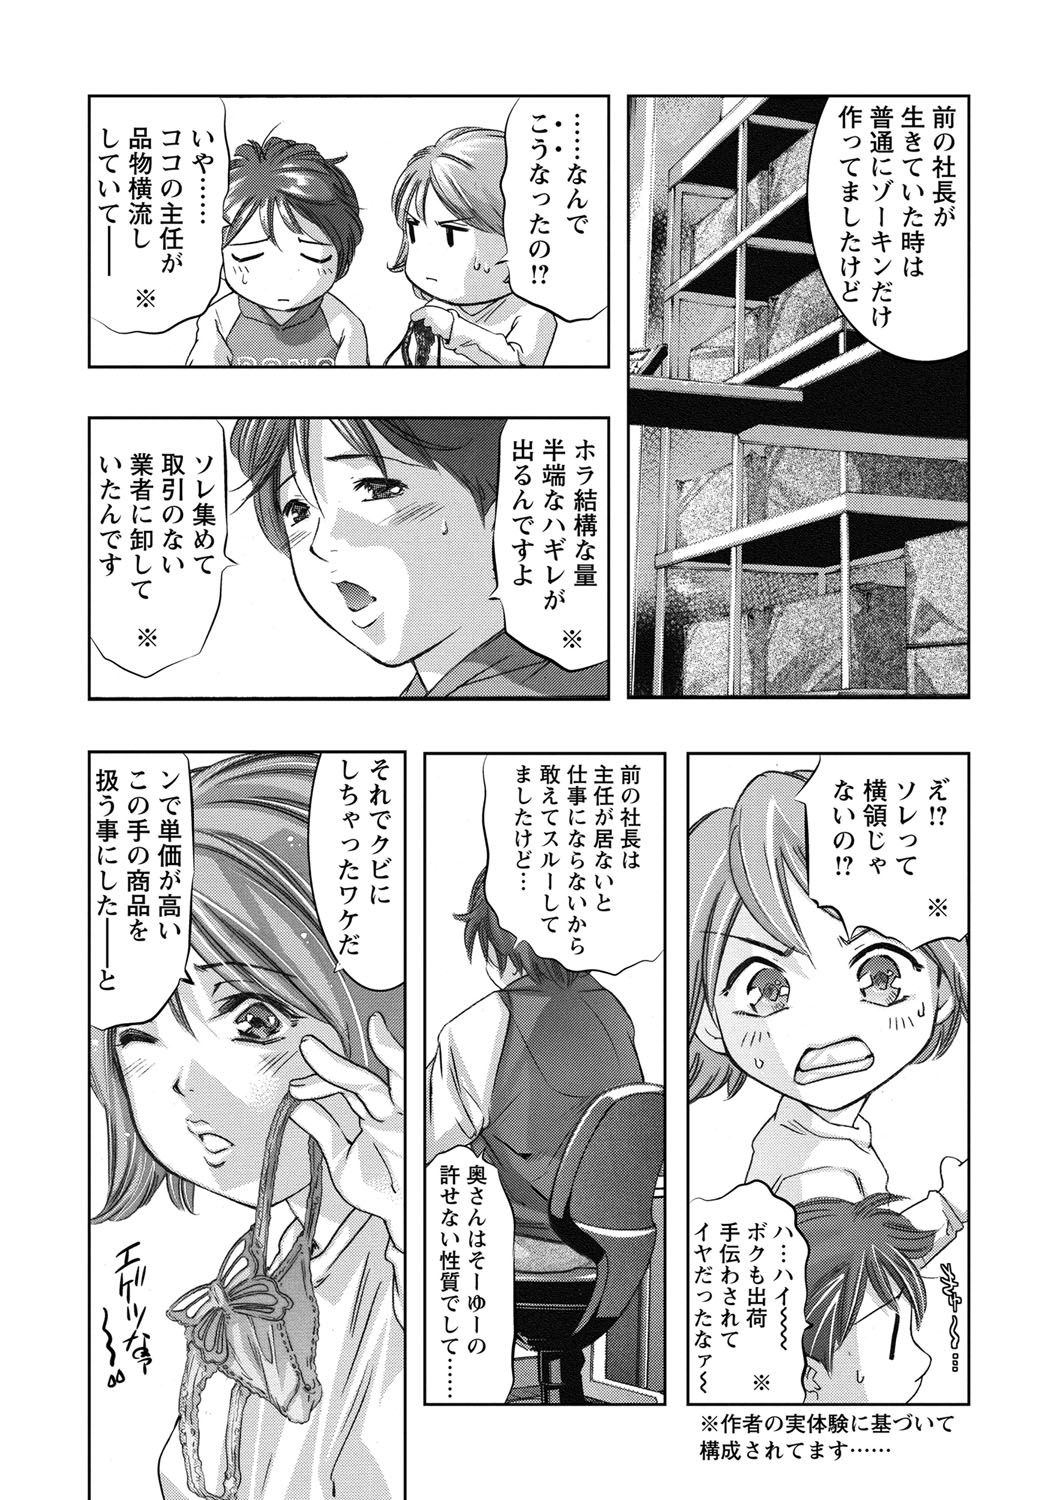 前の社長が
生きていた時は
普通にゾーキンだけ
作ってましたけど
……なんで
こうなったの!?
いや……
ココの主任が
品物横流し
していて——
※
ホラ結構な量
半端なハギレが
出るんですよ
※
ソレ集めて
取引のない
業者に卸して
いたんです
※
え゛!?
ソレって
横領じゃ
ないの!?
※
ハ…ハイ〜〜
ボクも出荷
手伝わされて
イヤだったなァ〜
※
※作者の実体験に基づいて
構成されてます……
前の社長は
主任が居ないと
仕事にならないから
敢えてスルーして
ましたけど…
奥さんはそーゆーの
許せない性質でして……
それでクビに
しちゃったワケだ
ンで単価が高い
この手の商品を
扱う事にした——と
エゲツなァ〜〜